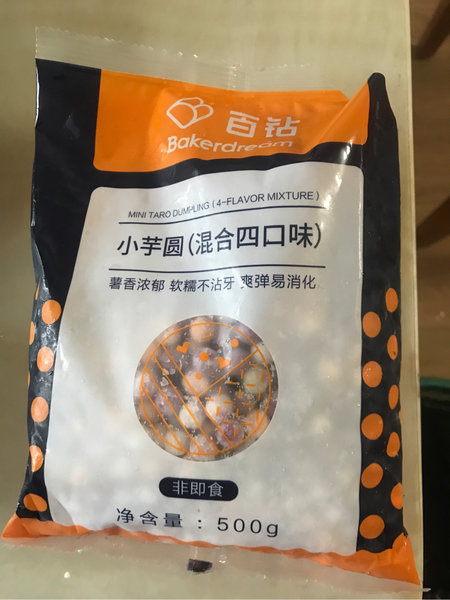 百钻
Bakerdream
MINI TARO DUMPLING (4-FLAVOR MIXTURE)
小芋圆(混合四口味)
薯香浓郁 软糯不沾牙 爽弹易消化
非即食
净含量：500g